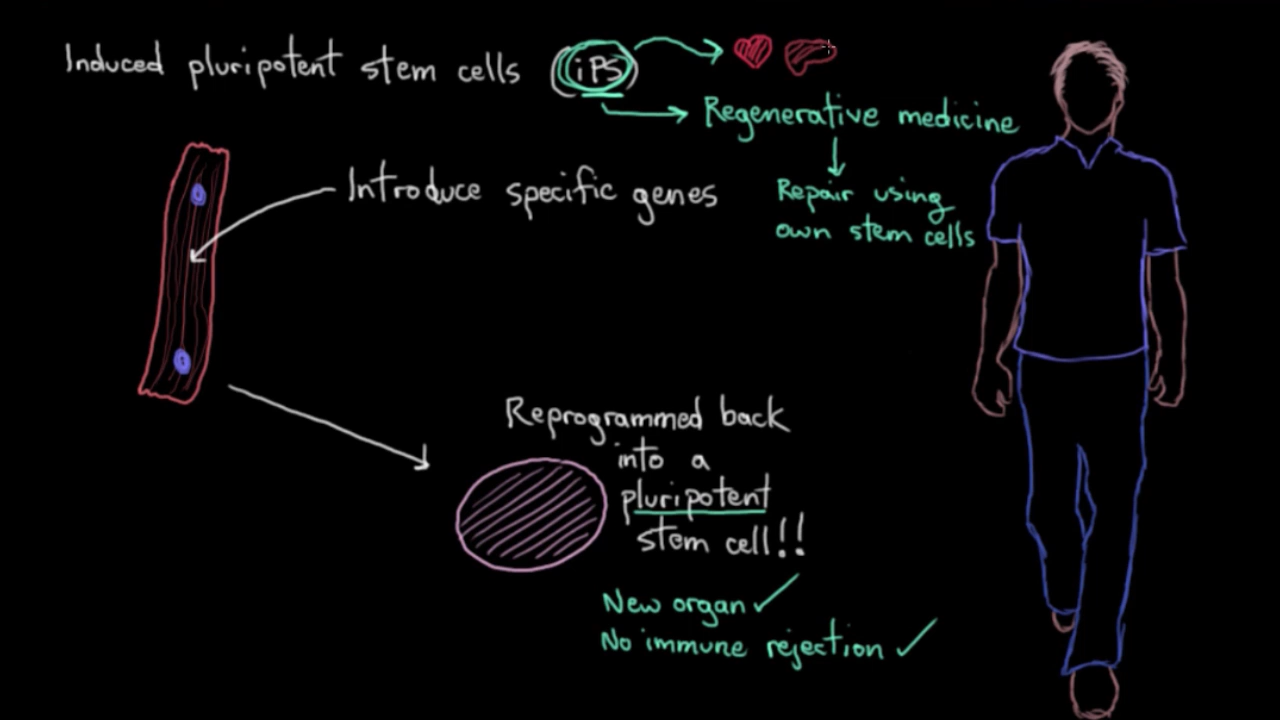 Induced pluripotent stem cells (iPS)
Regenerative medicine
Introduce specific genes
Repair using
own stem cells
Reprogrammed back
into a
pluripotent
stem cell!!
New organ ✓
No immune rejection ✓